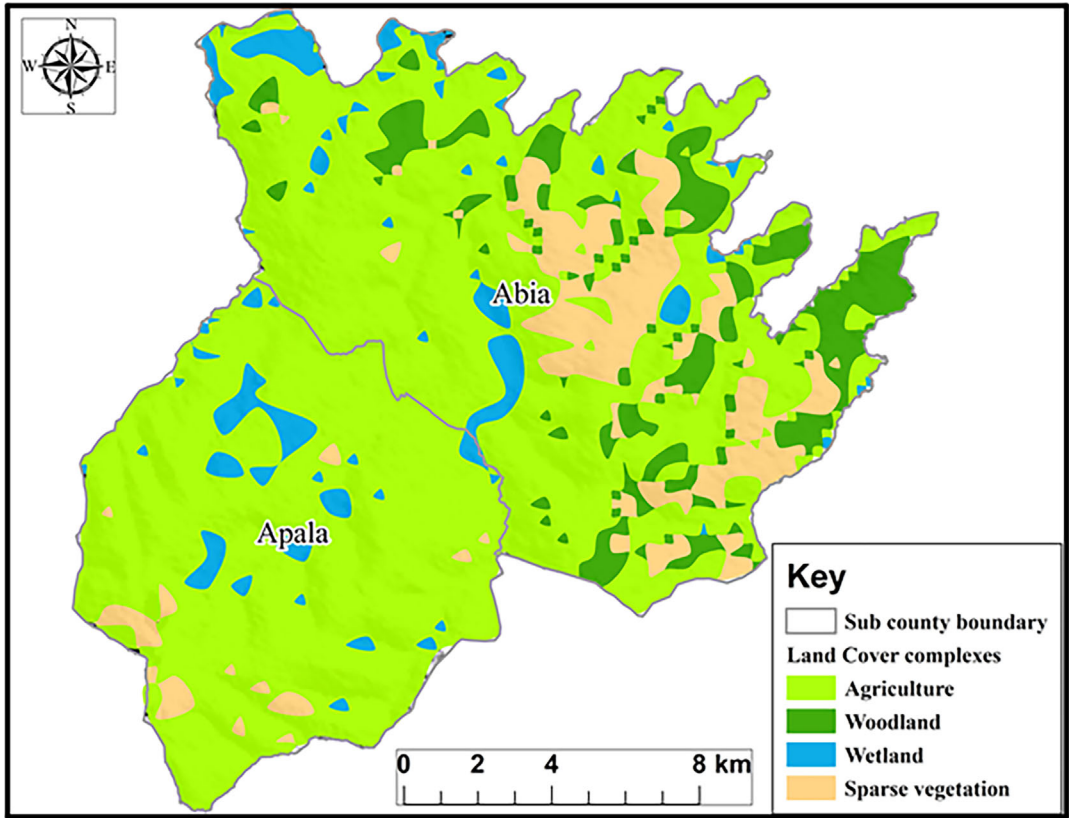 N
W E
S
Abia
Apala
Key
Sub county boundary
Land Cover complexes
Agriculture
Woodland
Wetland
Sparse vegetation
0 2 4 8 km